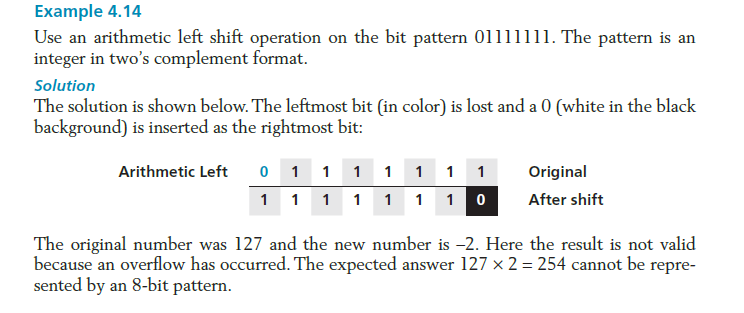 Example 4.14
Use an arithmetic left shift operation on the bit pattern 01111111. The pattern is an
integer in two’s complement format.
Solution
The solution is shown below. The leftmost bit (in color) is lost and a 0 (white in the black
background) is inserted as the rightmost bit:
Arithmetic Left 0 1 1 1 1 1 1 1 Original
1 1 1 1 1 1 1 0 After shift
The original number was 127 and the new number is –2. Here the result is not valid
because an overflow has occurred. The expected answer 127 × 2 = 254 cannot be repre-
sented by an 8-bit pattern.